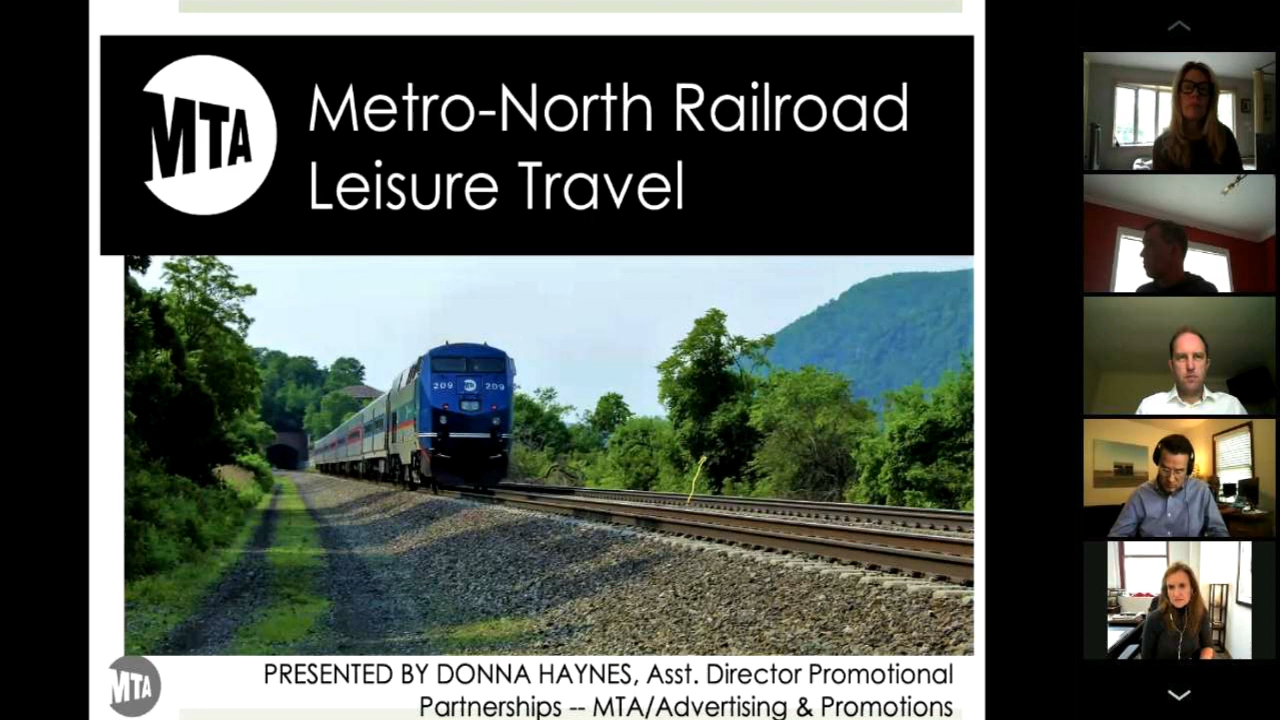 MTA
Metro-North Railroad
Leisure Travel
209 MTA 209
MTA
PRESENTED BY DONNA HAYNES, Asst. Director Promotional
Partnerships -- MTA/Advertising & Promotions